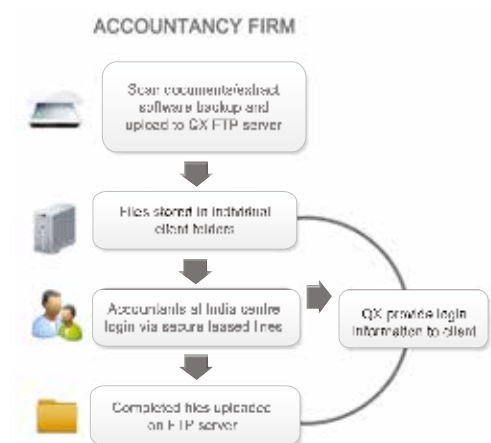 ACCOUNTANCY FIRM
Scan documents/extract
software backup and
upload to QX FTP server
Files stored in individual
client folders
Accountants at India centre
login via secure leased lines
QX provide login
information to client
Completed files uploaded
on FTP server